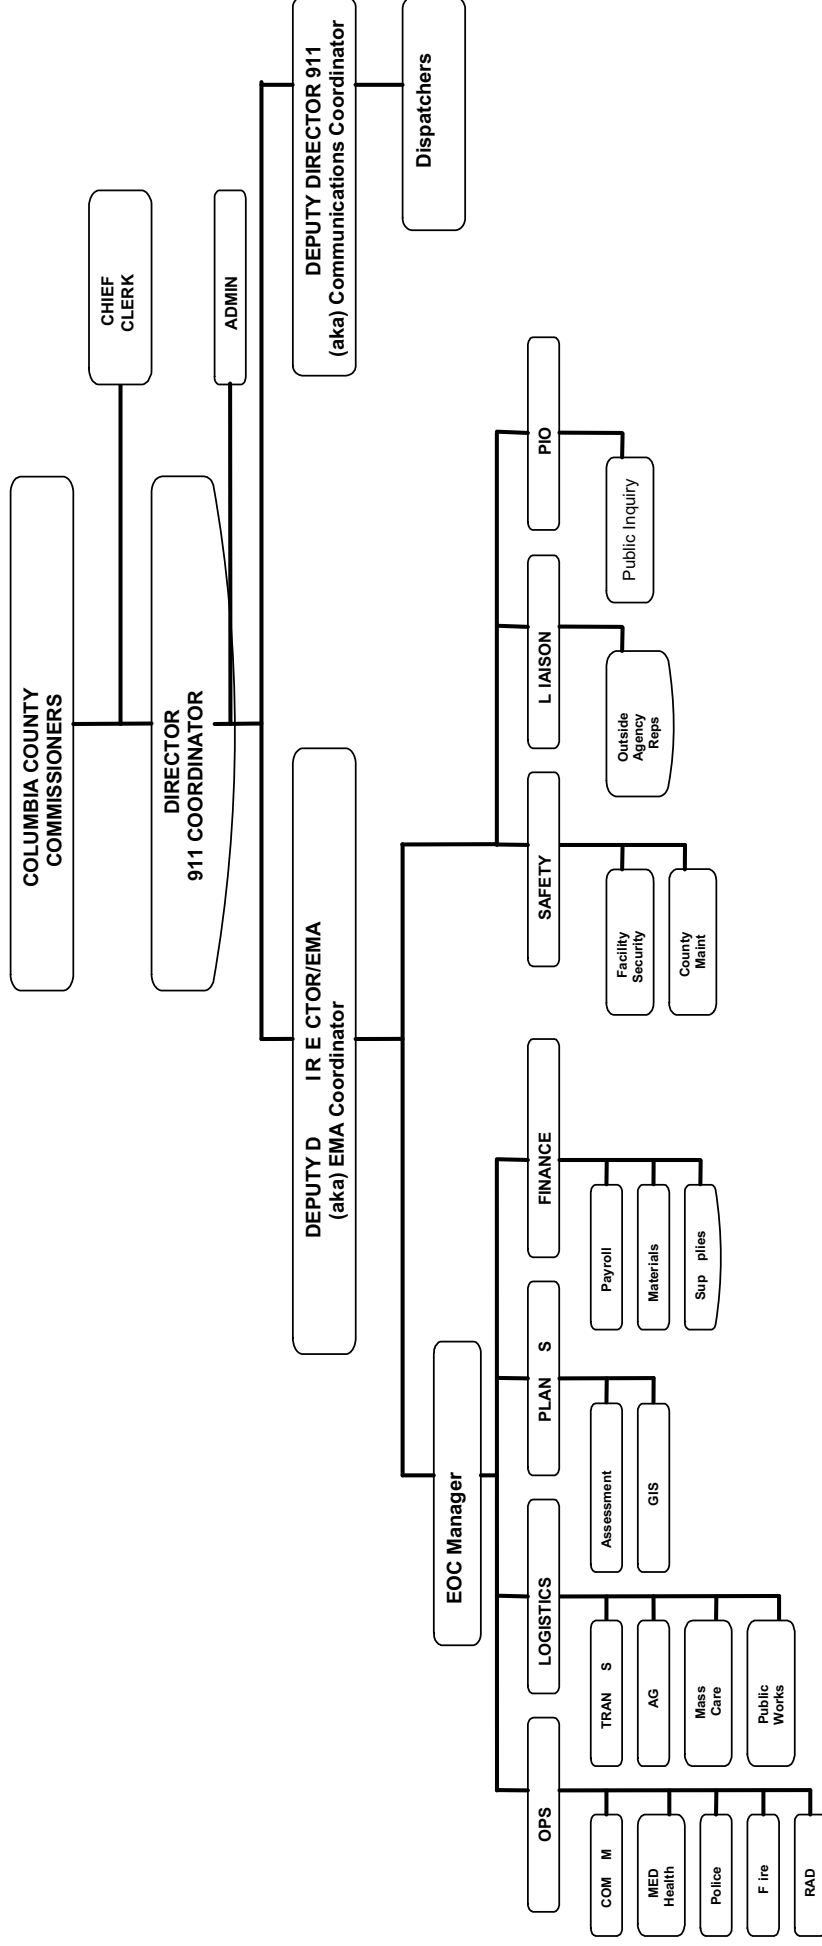 COLUMBIA COUNTY
COMMISSIONERS
CHIEF
CLERK
DIRECTOR
911 COORDINATOR
ADMIN
DEPUTY D IR E CTOR/EMA
(aka) EMA Coordinator
DEPUTY DIRECTOR 911
(aka) Communications Coordinator
Dispatchers
EOC Manager
OPS
LOGISTICS
PLAN S
FINANCE
SAFETY
L IAISON
PIO
COM M
MED
Health
Police
F ire
RAD
TRAN S
AG
Mass
Care
Public
Works
Assessment
GIS
Payroll
Materials
Sup plies
Facility
Security
County
Maint
Outside
Agency
Reps
Public Inquiry